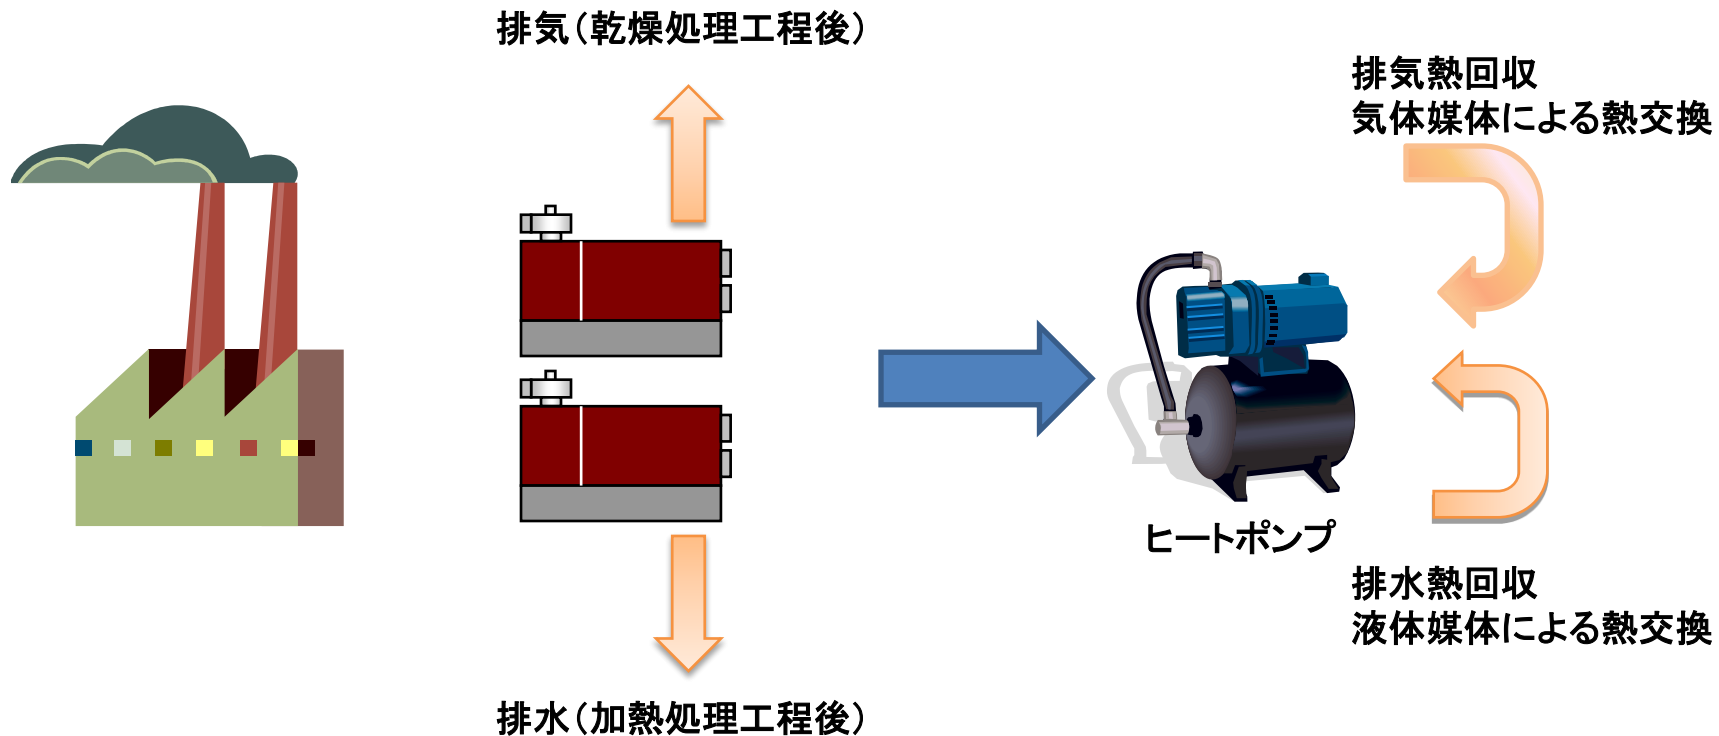 排気（乾燥処理工程後）
排気熱回収
気体媒体による熱交換
ヒートポンプ
排水熱回収
液体媒体による熱交換
排水（加熱処理工程後）